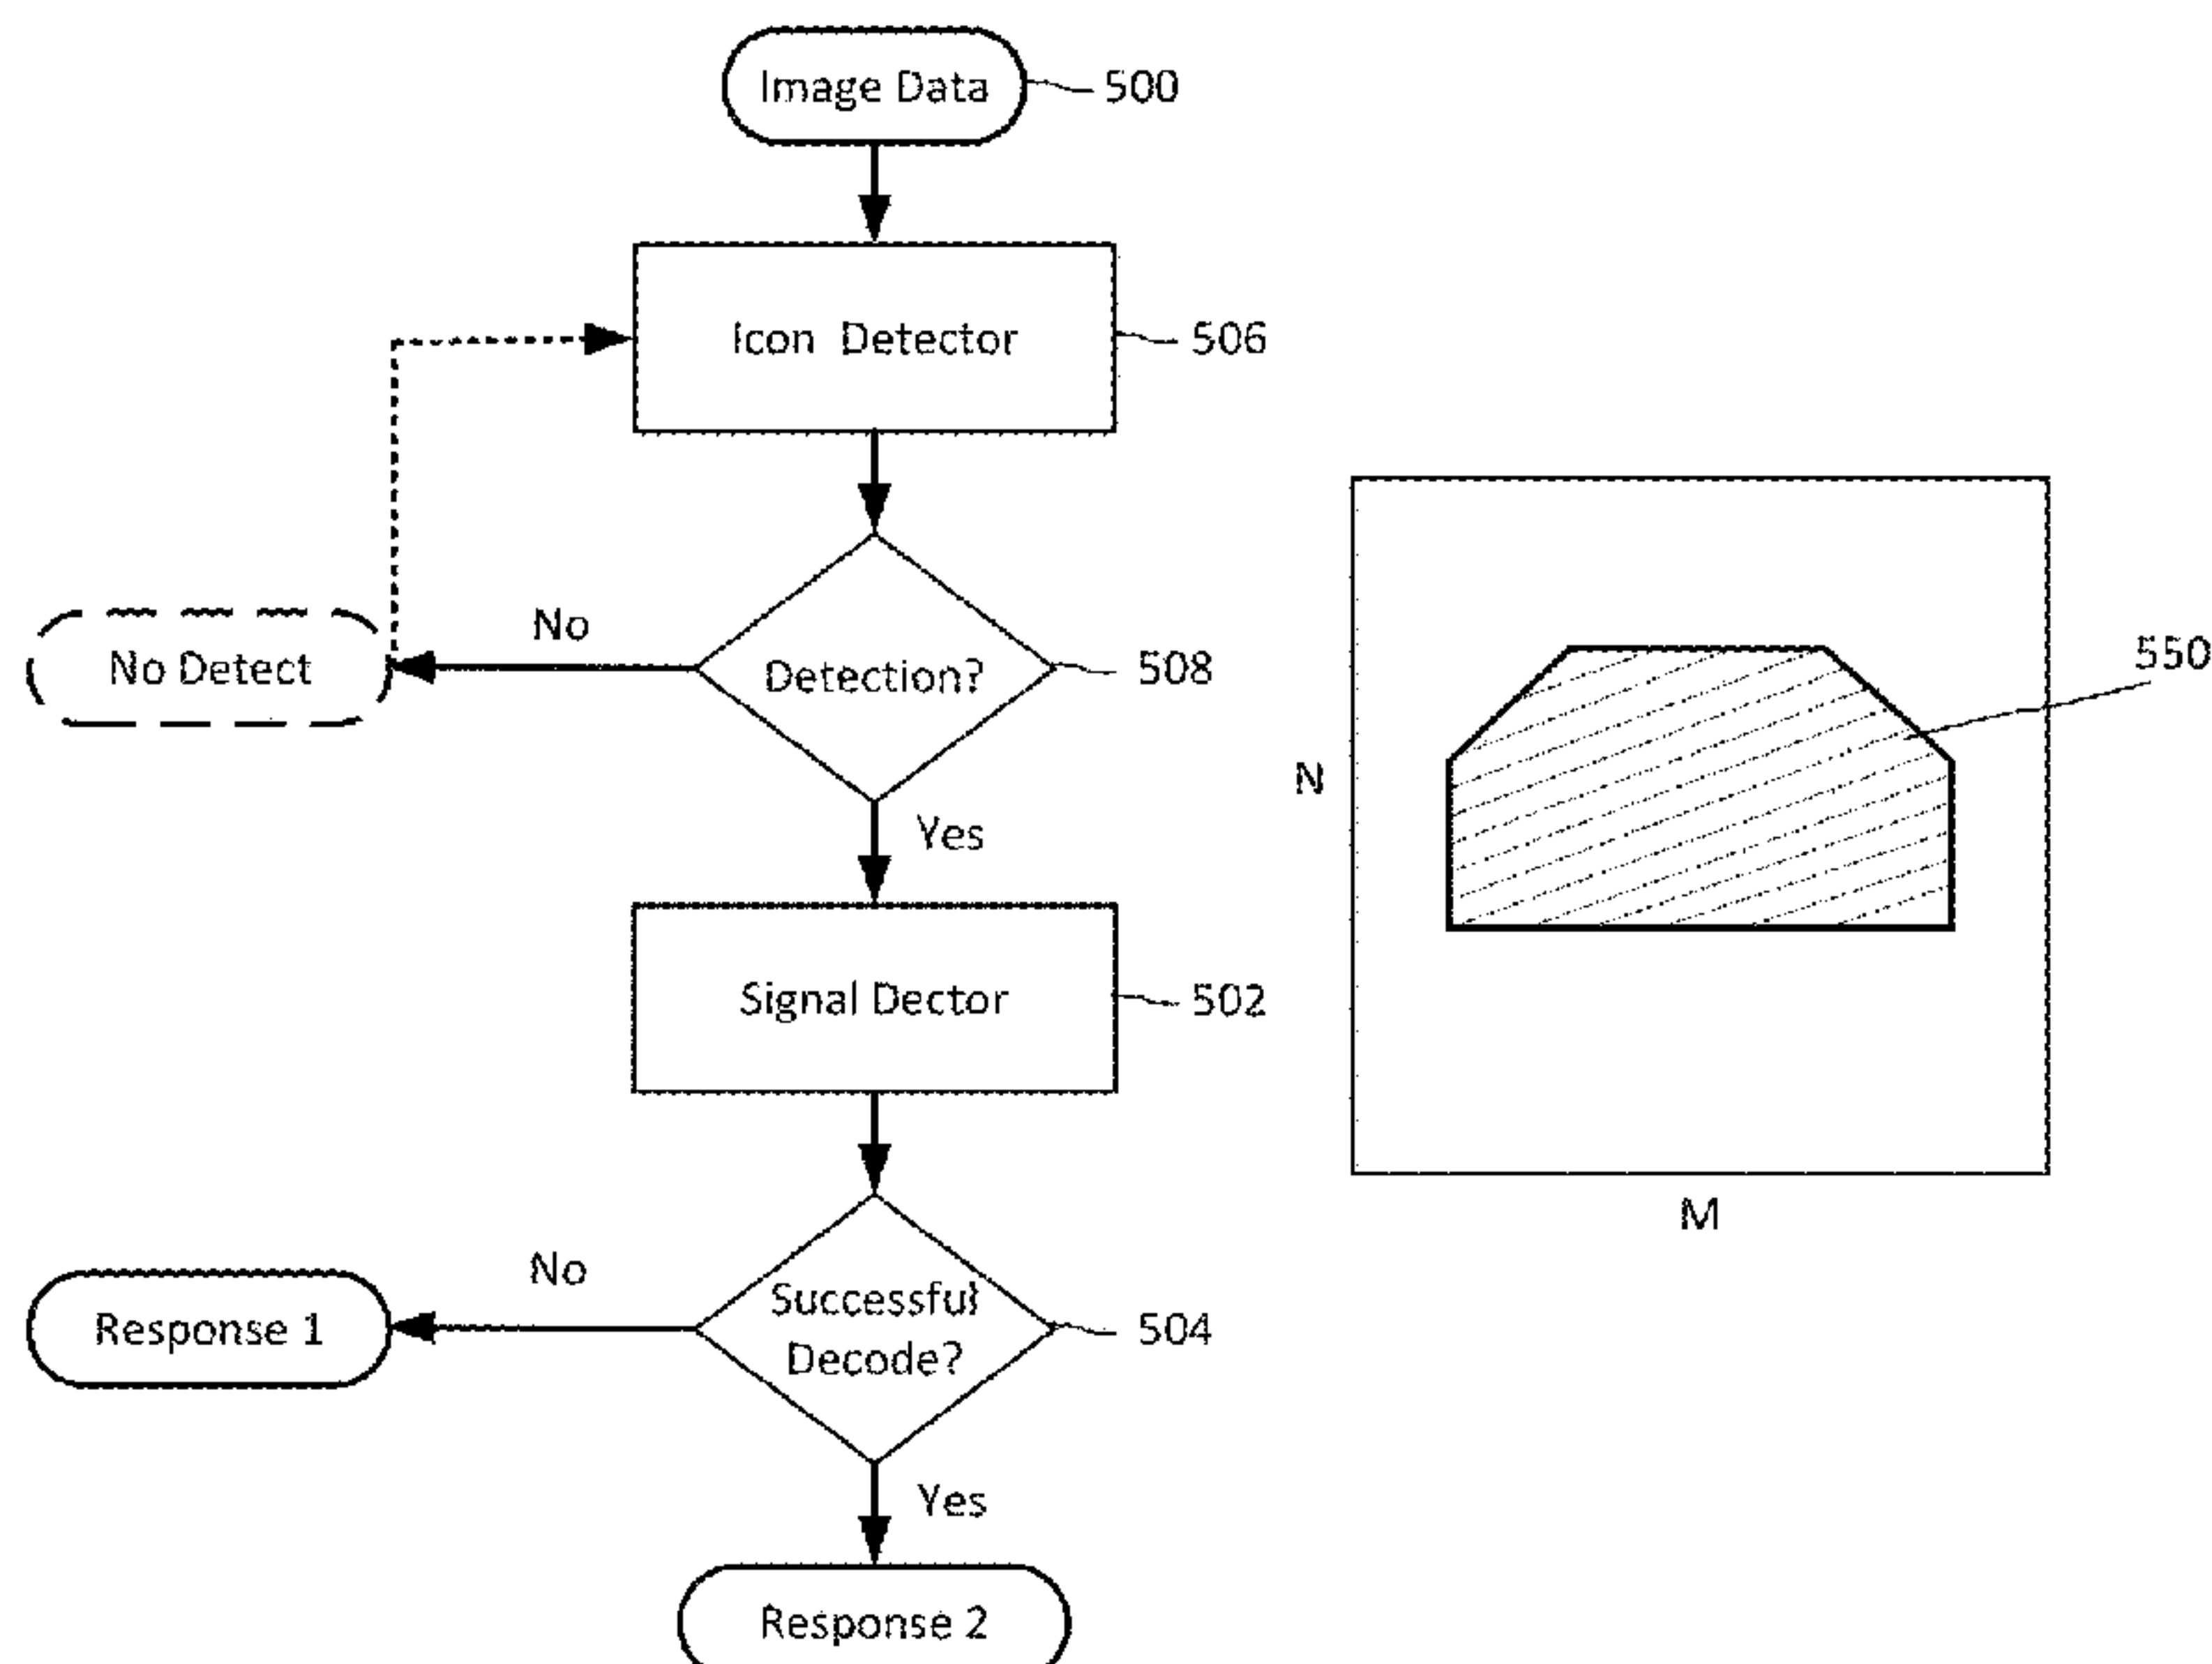 Image Data
500
Icon Detector
506
No
No Detect
Detection?
508
550
N
Yes
Signal Dector
502
M
No
Response 1
Successful
Decode?
504
Yes
Response 2